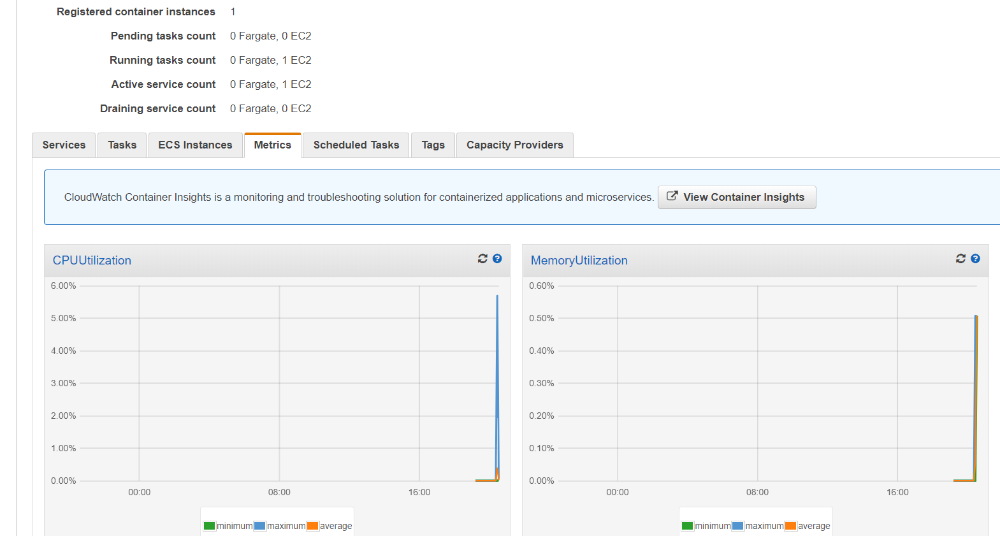 Registered container instances 1
Pending tasks count 0 Fargate, 0 EC2
Running tasks count 0 Fargate, 1 EC2
Active service count 0 Fargate, 1 EC2
Draining service count 0 Fargate, 0 EC2
Services Tasks ECS Instances Metrics Scheduled Tasks Tags Capacity Providers
CloudWatch Container Insights is a monitoring and troubleshooting solution for containerized applications and microservices. View Container Insights
CPUUtilization
6.00%
5.00%
4.00%
3.00%
2.00%
1.00%
0.00%
00:00 08:00 16:00
minimum maximum average
MemoryUtilization
0.60%
0.50%
0.40%
0.30%
0.20%
0.10%
0.00%
00:00 08:00 16:00
minimum maximum average